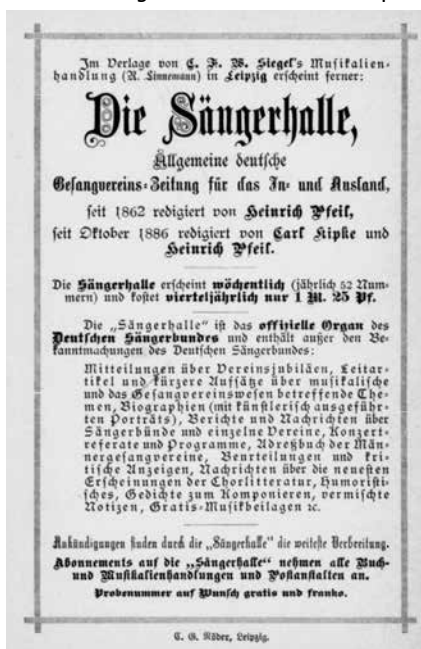 Im Verlage von C. F. W. Siegel's Musikalien-
handlung (R. Linnemann) in Leipzig erscheint ferner:
Die Sängerhalle,
Allgemeine deutsche
Gesangvereins-Zeitung für das In- und Ausland,
seit 1862 redigiert von Heinrich Pfeil,
seit Oktober 1886 redigiert von Carl Kipke und
Heinrich Pfeil.
Die Sängerhalle erscheint wöchentlich (jährlich 52 Num-
mern) und kostet vierteljährlich nur 1 M. 25 Pf.
Die „Sängerhalle“ ist das offizielle Organ des
Deutschen Sängerbundes und enthält außer den Be-
kanntmachungen des Deutschen Sängerbundes:
Mitteilungen über Vereinsjubiläen, Leitar-
tikel und kürzere Aufsätze über musikalische
und das Gesangvereinswesen betreffende The-
men, Biographien (mit künstlerisch ausgeführ-
ten Porträts), Berichte und Nachrichten über
Sängerbünde und einzelne Vereine, Konzert-
referate und Programme, Adreßbuch der Män-
nergesangvereine, Beurteilungen und kri-
tische Anzeigen, Nachrichten über die neuesten
Erscheinungen der Chorlitteratur, Humoristi-
sches, Gedichte zum Komponieren, vermischte
Notizen, Gratis-Musikbeilagen ꝛc.
Ankündigungen finden durch die „Sängerhalle“ die weiteste Verbreitung.
Abonnements auf die „Sängerhalle“ nehmen alle Buch-
und Musikalienhandlungen und Postanstalten an.
Probenummer auf Wunsch gratis und franko.
C. G. Röder, Leipzig.